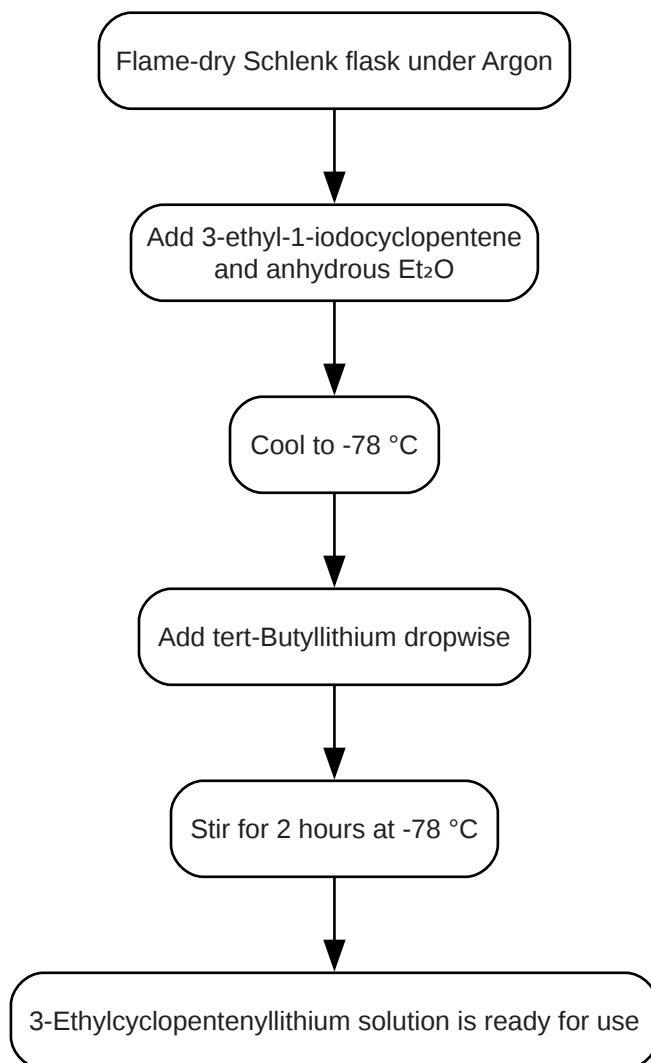 Flame-dry Schlenk flask under Argon
Add 3-ethyl-1-iodocyclopentene
and anhydrous Et₂O
Cool to -78 °C
Add tert-Butyllithium dropwise
Stir for 2 hours at -78 °C
3-Ethylcyclopentenyllithium solution is ready for use